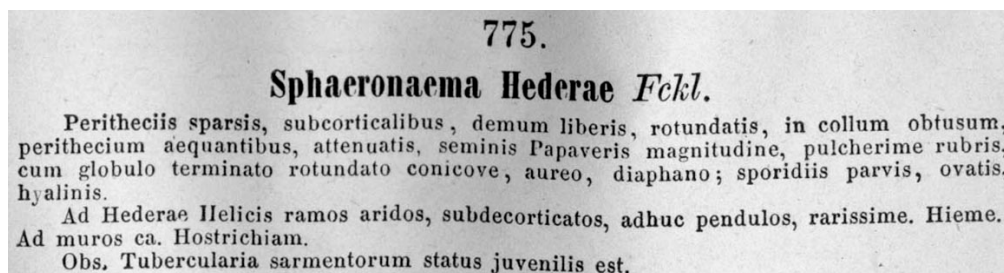 775.
Sphaeronaema Hederae Fckl.
Peritheciis sparsis, subcorticalibus, demum liberis, rotundatis, in collum obtusum,
perithecium aequantibus, attenuatis, seminis Papaveris magnitudine, pulcherime rubris,
cum globulo terminato rotundato conicove, aureo, diaphano; sporidiis parvis, ovatis,
hyalinis.
Ad Hederae Helicis ramos aridos, subdecorticatos, adhuc pendulos, rarissime. Hieme.
Ad muros ca. Hostrichiam.
Obs. Tubercularia sarmentorum status juvenilis est.